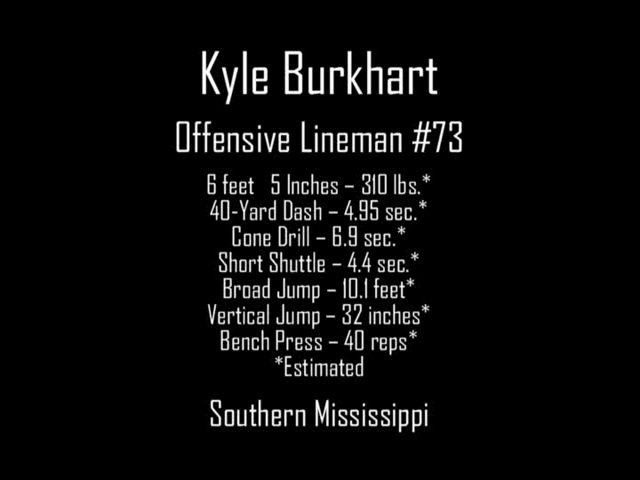 Kyle Burkhart
Offensive Lineman #73
6 feet 5 Inches – 310 lbs.*
40-Yard Dash – 4.95 sec.*
Cone Drill – 6.9 sec.*
Short Shuttle – 4.4 sec.*
Broad Jump – 10.1 feet*
Vertical Jump – 32 inches*
Bench Press – 40 reps*
*Estimated
Southern Mississippi